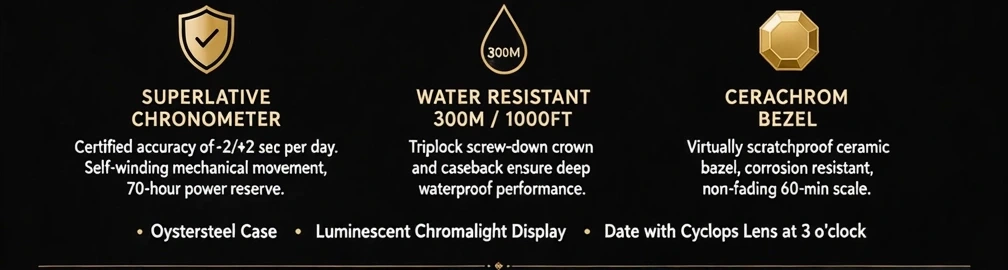 300M
SUPERLATIVE
CHRONOMETER
Certified accuracy of -2/+2 sec per day.
Self-winding mechanical movement,
70-hour power reserve.
WATER RESISTANT
300M / 1000FT
Triplock screw-down crown
and caseback ensure deep
waterproof performance.
CERACHROM
BEZEL
Virtually scratchproof ceramic
bazel, corrosion resistant,
non-fading 60-min scale.
• Oystersteel Case • Luminescent Chromalight Display • Date with Cyclops Lens at 3 o'clock